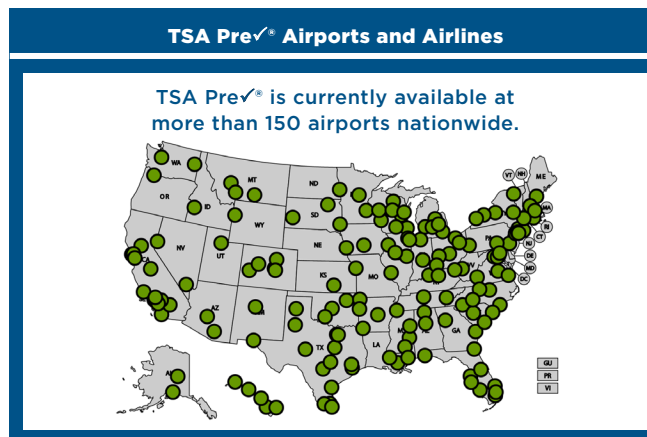 TSA Pre✓® Airports and Airlines
TSA Pre✓® is currently available at
more than 150 airports nationwide.
WA
MT
ND
OR
ID
SD
WY
NE
NV
UT
CA
KS
MO
AZ
TX
LA
GA
PA
VT
NH
ME
MA
RI
CT
NJ
DE
MD
DC
GU
PR
VI